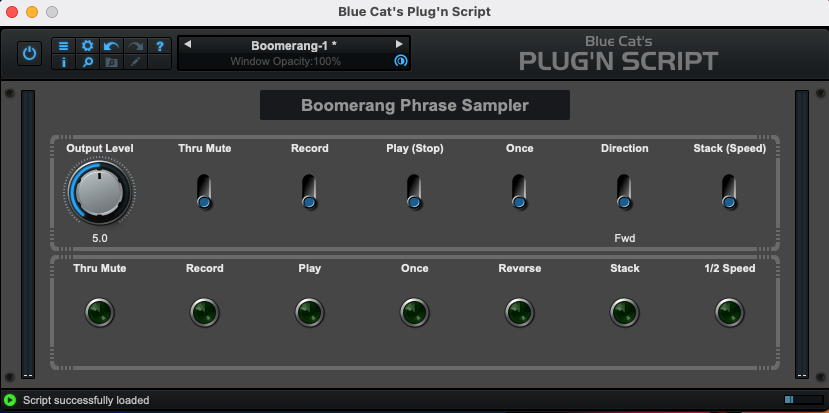 Blue Cat's Plug'n Script
Boomerang-1 *
Window Opacity:100%
Blue Cat's
PLUG'N SCRIPT
Boomerang Phrase Sampler
Output Level Thru Mute Record Play (Stop) Once Direction Stack (Speed)
5.0 Fwd
Thru Mute Record Play Once Reverse Stack 1/2 Speed
-- --
Script successfully loaded